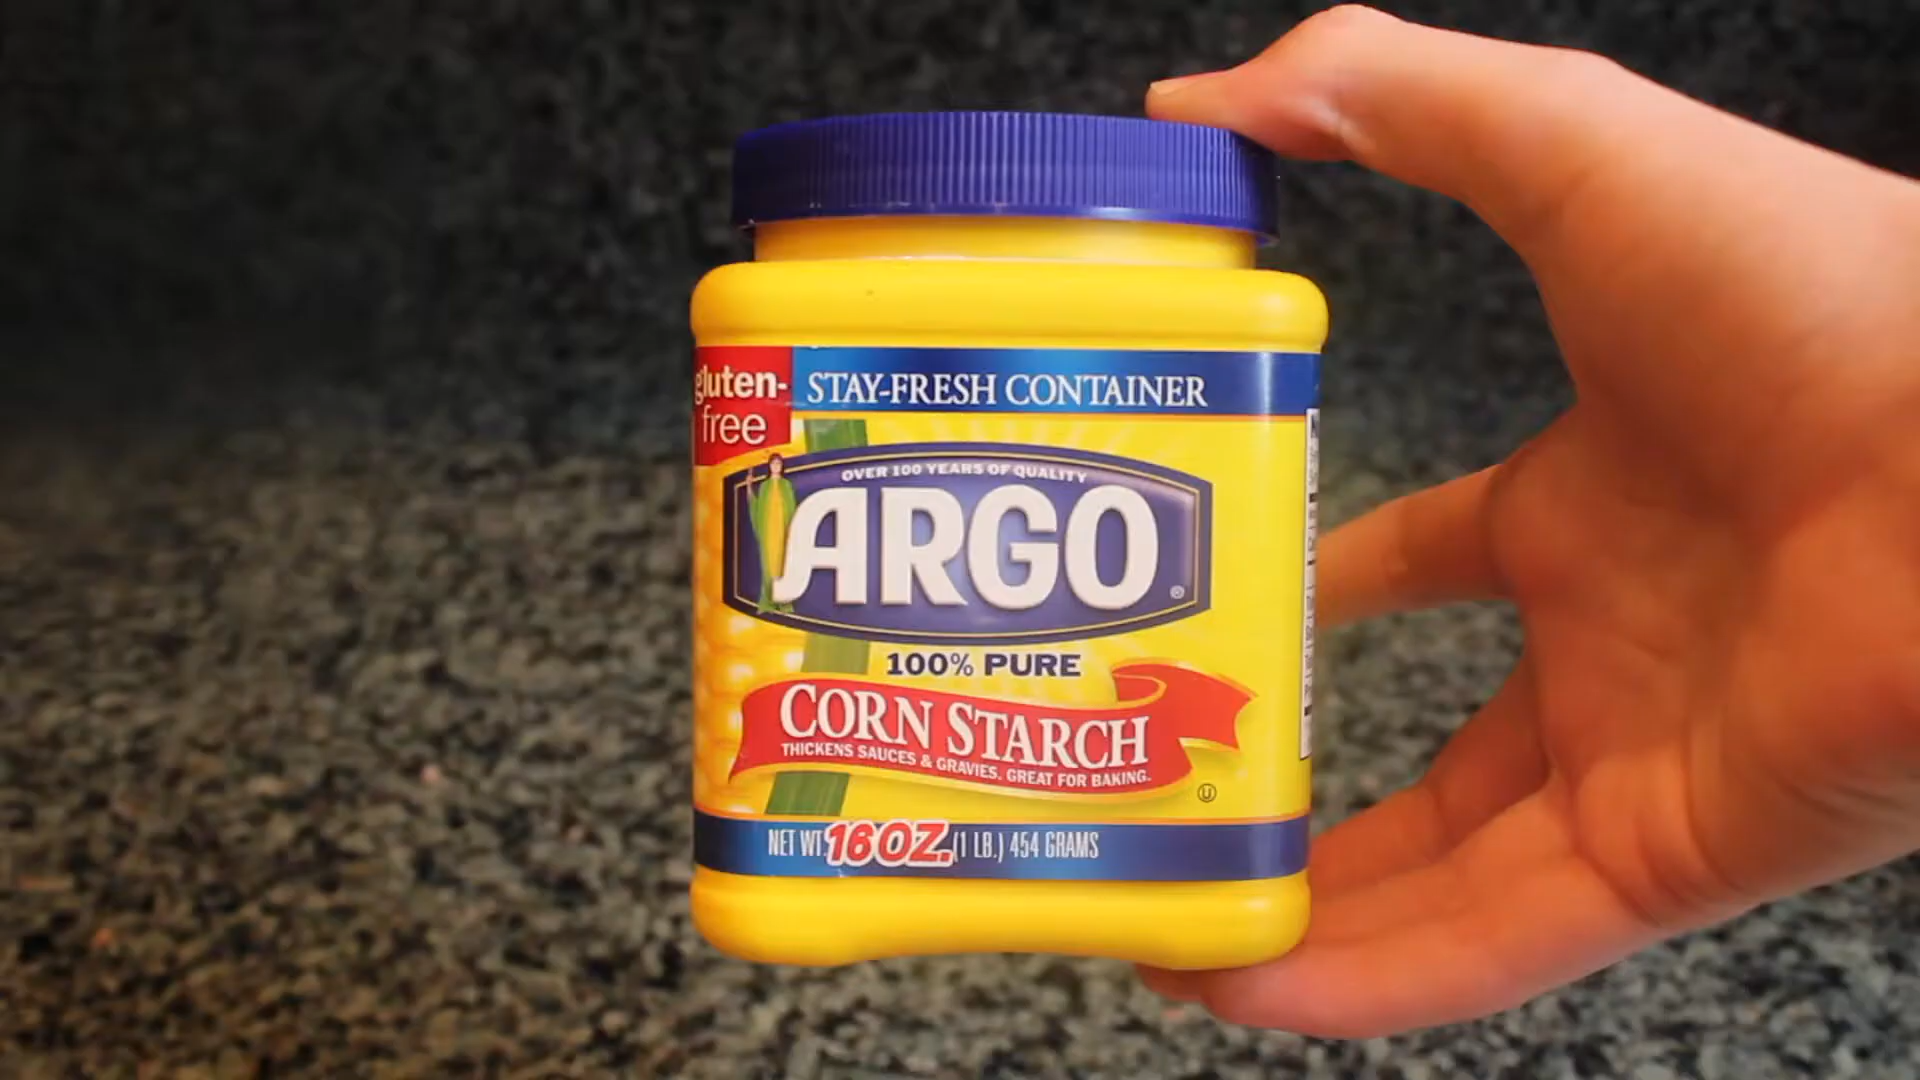 gluten-
free
STAY-FRESH CONTAINER
OVER 100 YEARS OF QUALITY
ARGO®
100% PURE
CORN STARCH
THICKENS SAUCES & GRAVIES. GREAT FOR BAKING.
U
NET WT. 16 OZ. (1 LB.) 454 GRAMS